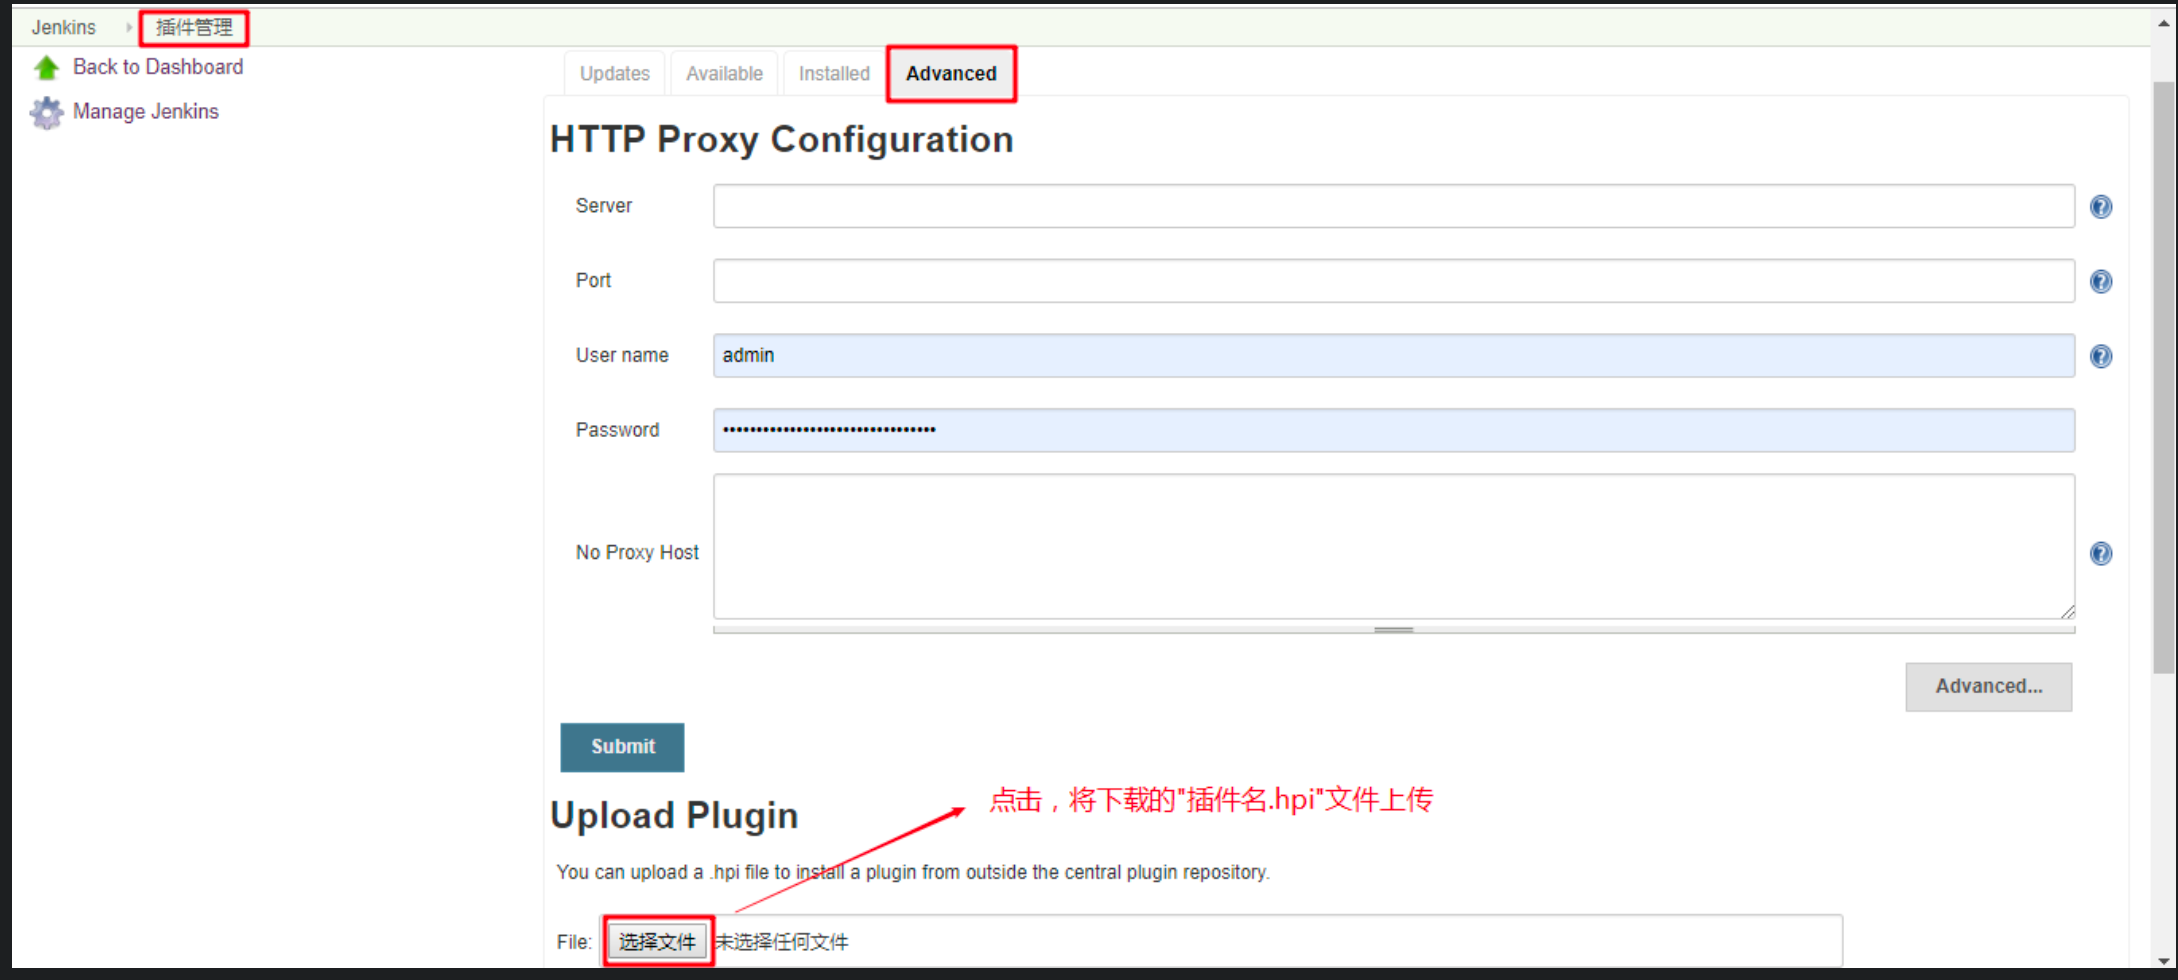 Jenkins 插件管理
Back to Dashboard
Manage Jenkins
Updates Available Installed Advanced
HTTP Proxy Configuration
Server
Port
User name admin
Password ••••••••••••••••••••••••••••••••
No Proxy Host
Advanced...
Submit
点击，将下载的"插件名.hpi"文件上传
Upload Plugin
You can upload a .hpi file to install a plugin from outside the central plugin repository.
File: 选择文件 未选择任何文件